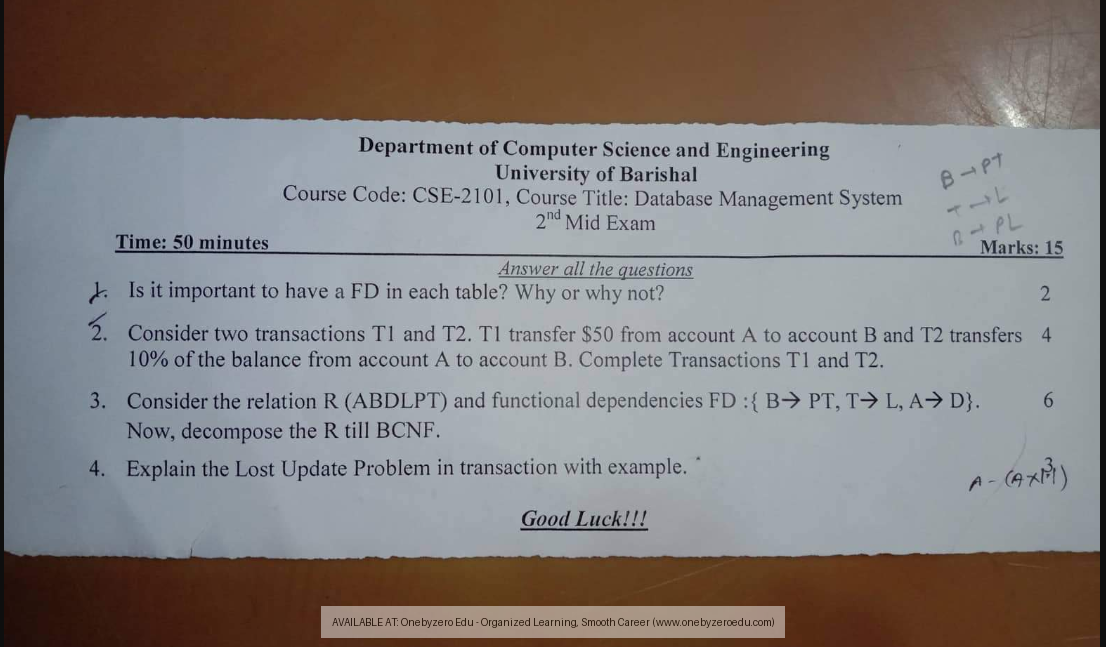 Department of Computer Science and Engineering
University of Barishal
Course Code: CSE-2101, Course Title: Database Management System
2nd Mid Exam
B → PT
T → L
B → PL
Time: 50 minutes Marks: 15
Answer all the questions
1. Is it important to have a FD in each table? Why or why not? 2
2. Consider two transactions T1 and T2. T1 transfer $50 from account A to account B and T2 transfers 4
10% of the balance from account A to account B. Complete Transactions T1 and T2.
3. Consider the relation R (ABDLPT) and functional dependencies FD :{ B→ PT, T→ L, A→ D}. 6
Now, decompose the R till BCNF.
4. Explain the Lost Update Problem in transaction with example. 3
Good Luck!!!
AVAILABLE AT: Onebyzero Edu - Organized Learning, Smooth Career (www.onebyzeroedu.com)